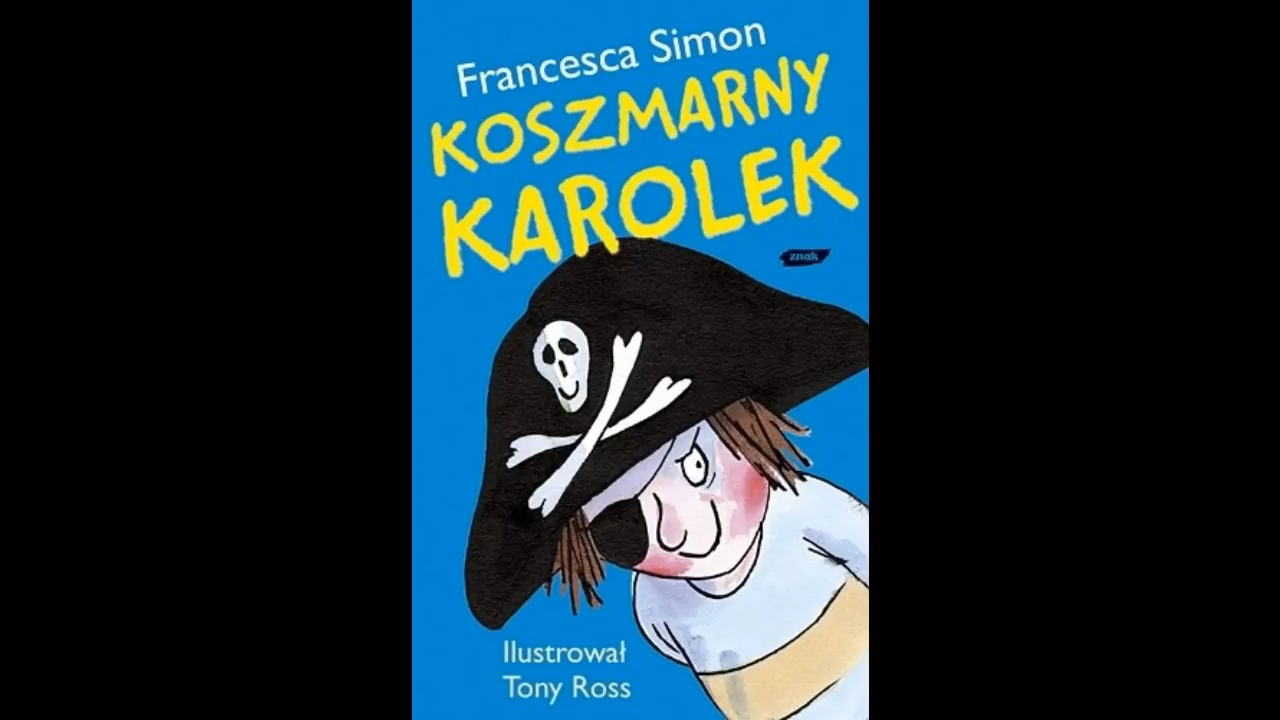 Francesca Simon
KOSZMARNY
KAROLEK
znak
Ilustrował
Tony Ross